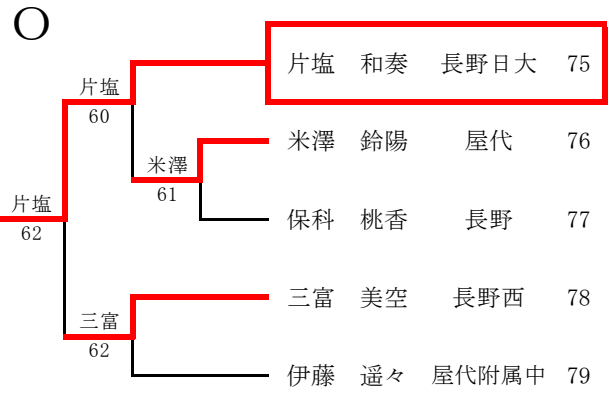 O
片塩 和奏 長野日大 75
片塩
60
米澤 鈴陽 屋代 76
米澤
61
片塩
62
保科 桃香 長野 77
三富 美空 長野西 78
三富
62
伊藤 遥々 屋代附属中 79